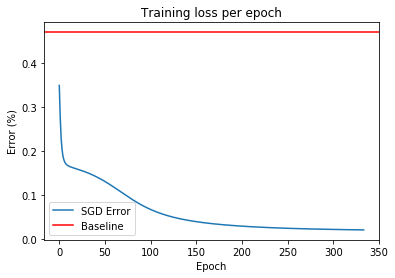 Training loss per epoch
Error (%)
0.4
0.3
0.2
0.1
0.0
SGD Error
Baseline
0 50 100 150 200 250 300 350
Epoch